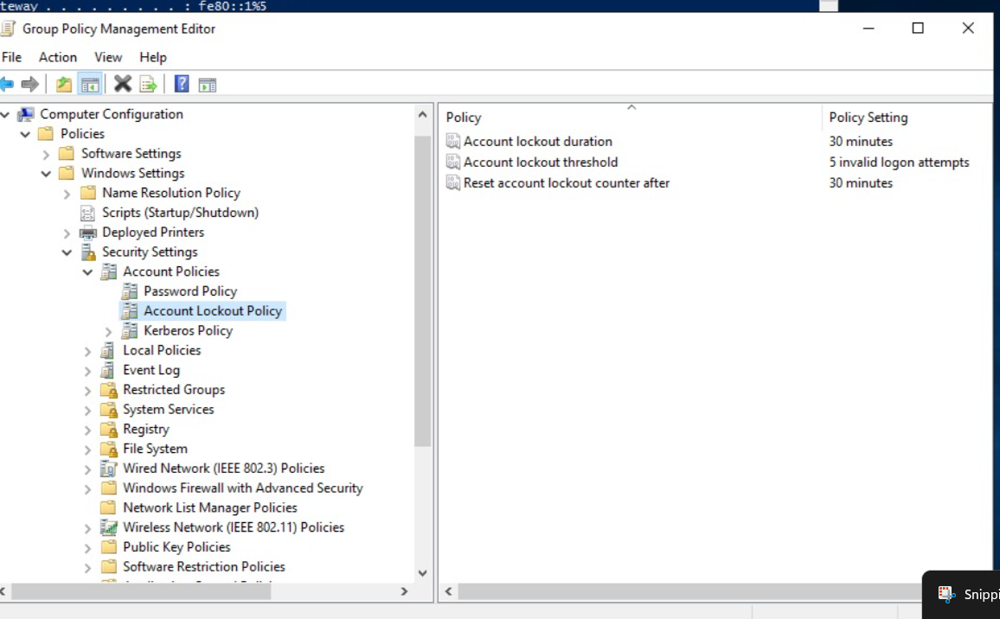 teway . . . . . . . . . : fe80::1%5
Group Policy Management Editor
File Action View Help
Computer Configuration
Policies
Software Settings
Windows Settings
Name Resolution Policy
Scripts (Startup/Shutdown)
Deployed Printers
Security Settings
Account Policies
Password Policy
Account Lockout Policy
Kerberos Policy
Local Policies
Event Log
Restricted Groups
System Services
Registry
File System
Wired Network (IEEE 802.3) Policies
Windows Firewall with Advanced Security
Network List Manager Policies
Wireless Network (IEEE 802.11) Policies
Public Key Policies
Software Restriction Policies
Policy Policy Setting
Account lockout duration 30 minutes
Account lockout threshold 5 invalid logon attempts
Reset account lockout counter after 30 minutes
Snippi